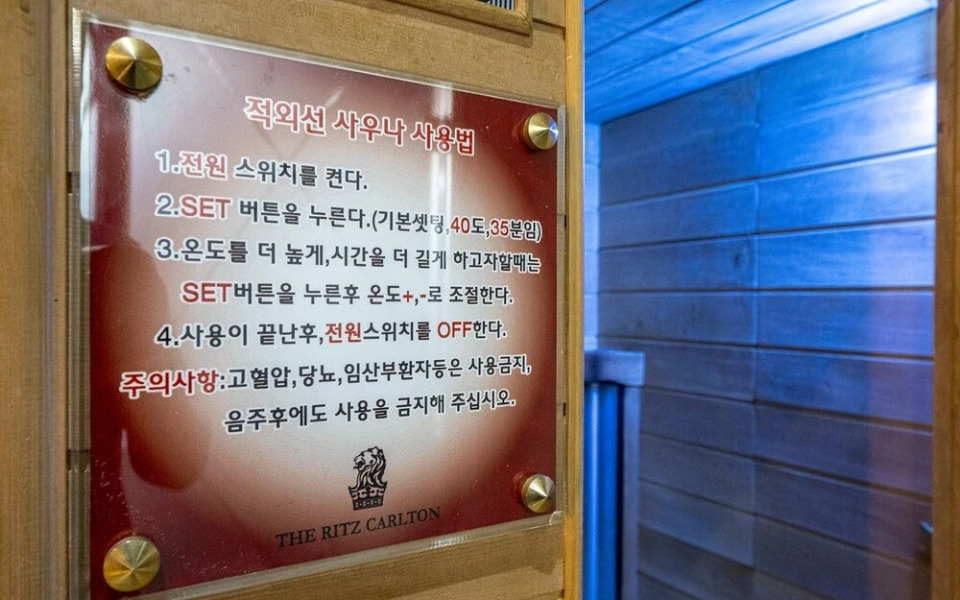 적외선 사우나 사용법
1.전원 스위치를 켠다.
2.SET 버튼을 누른다.(기본셋팅,40도,35분임)
3.온도를 더 높게,시간을 더 길게 하고자할때는
SET버튼을 누른후 온도+,-로 조절한다.
4.사용이 끝난후,전원스위치를 OFF한다.
주의사항:고혈압,당뇨,임산부환자등은 사용금지,
음주후에도 사용을 금지해 주십시오.
THE RITZ CARLTON